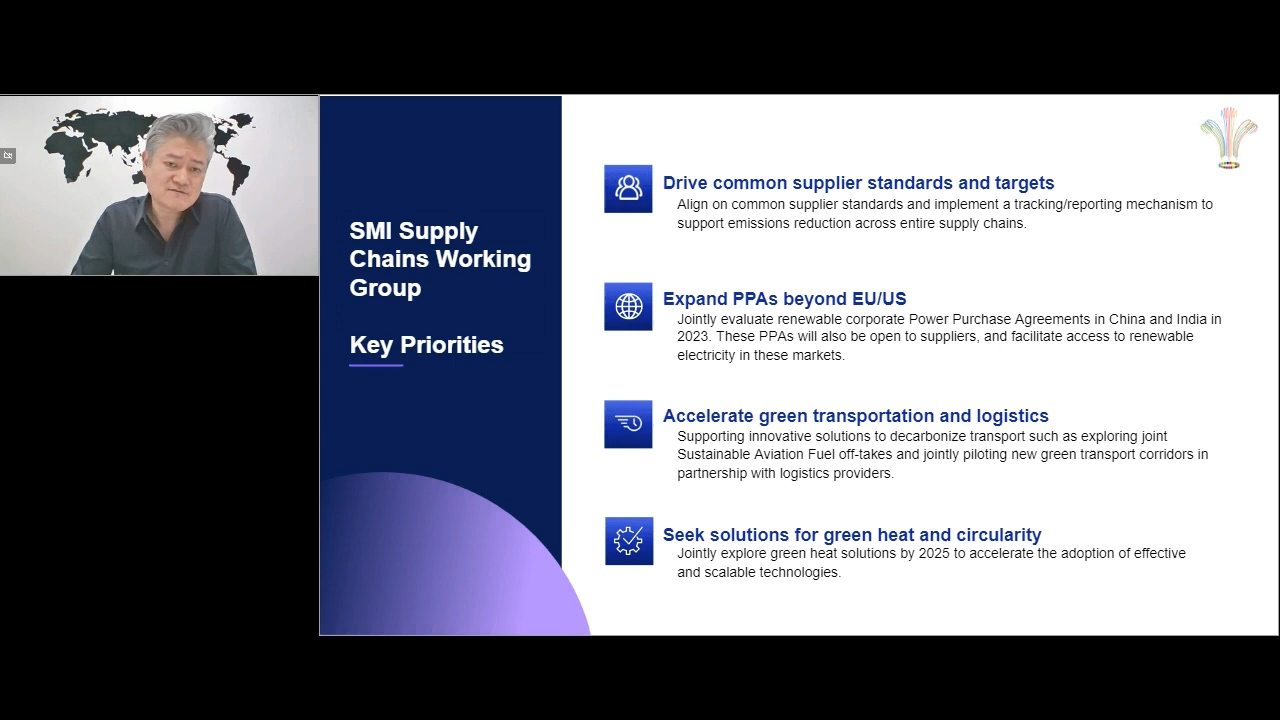 SMI Supply
Chains Working
Group
Key Priorities
Drive common supplier standards and targets
Align on common supplier standards and implement a tracking/reporting mechanism to
support emissions reduction across entire supply chains.
Expand PPAs beyond EU/US
Jointly evaluate renewable corporate Power Purchase Agreements in China and India in
2023. These PPAs will also be open to suppliers, and facilitate access to renewable
electricity in these markets.
Accelerate green transportation and logistics
Supporting innovative solutions to decarbonize transport such as exploring joint
Sustainable Aviation Fuel off-takes and jointly piloting new green transport corridors in
partnership with logistics providers.
Seek solutions for green heat and circularity
Jointly explore green heat solutions by 2025 to accelerate the adoption of effective
and scalable technologies.